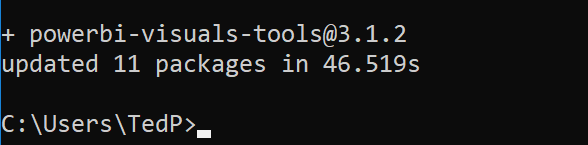 + powerbi-visuals-tools@3.1.2
updated 11 packages in 46.519s
C:\Users\TedP>